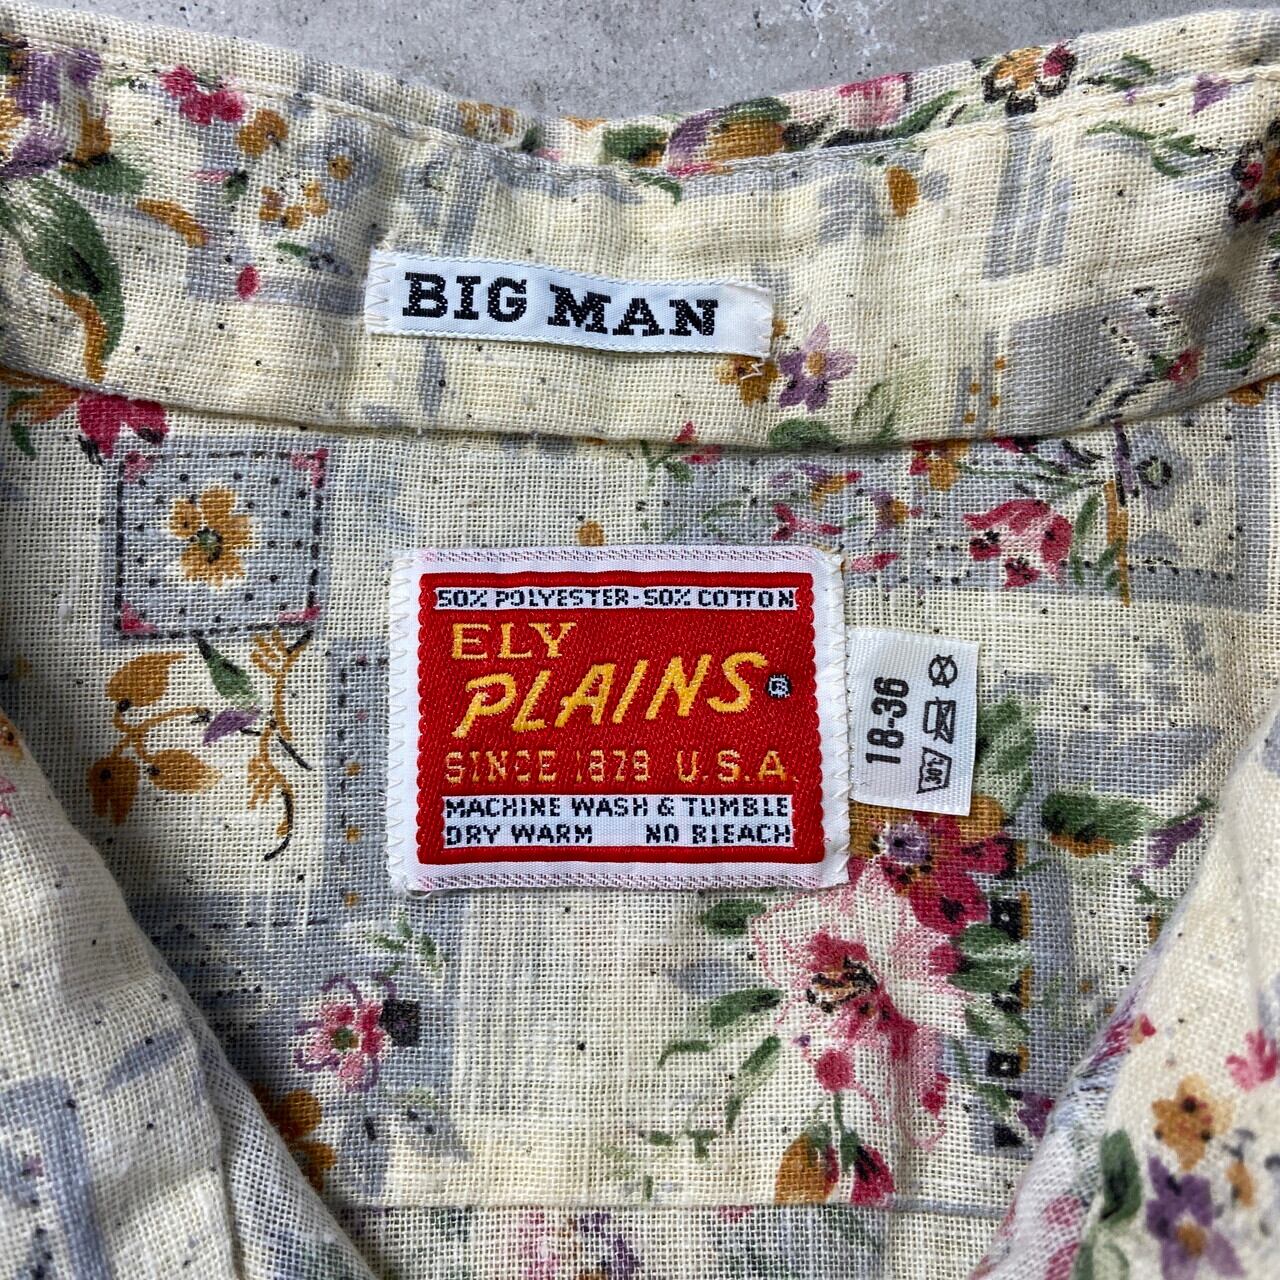 BIG MAN
50% POLYESTER·50% COTTON
ELY
PLAINS®
SINCE 1878 U.S.A.
MACHINE WASH & TUMBLE
DRY WARM NO BLEACH
18-36